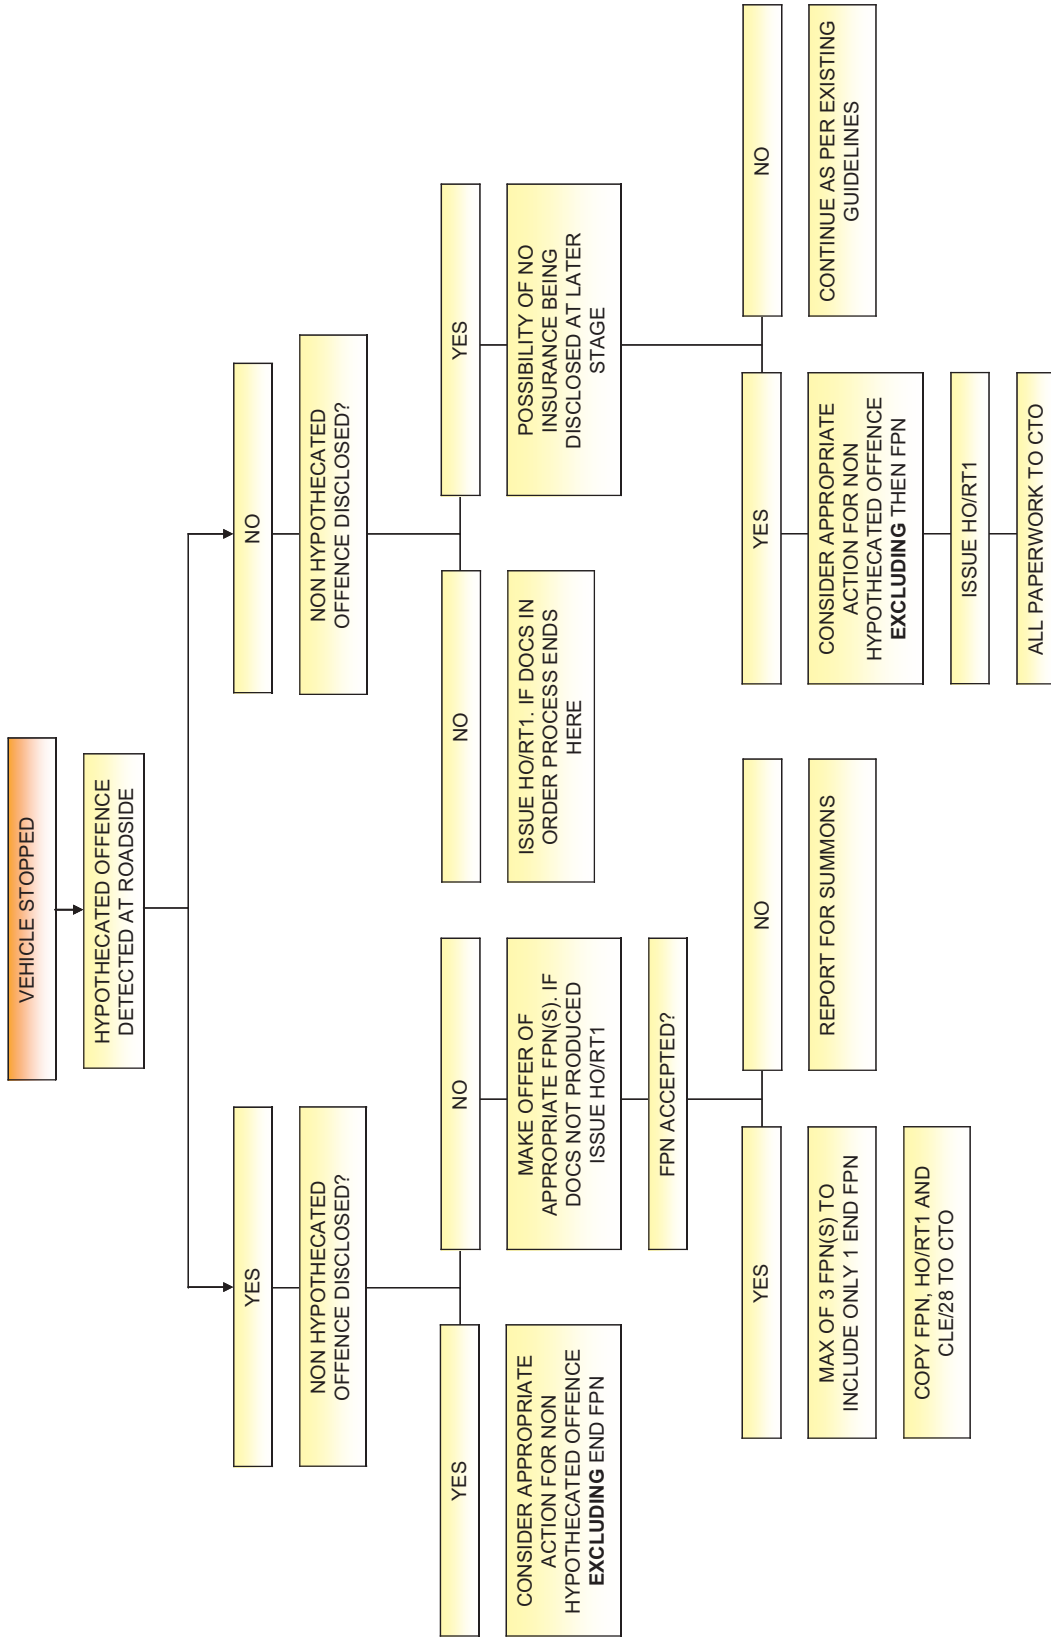 VEHICLE STOPPED
HYPOTHECATED OFFENCE
DETECTED AT ROADSIDE
YES
NON HYPOTHECATED
OFFENCE DISCLOSED?
YES
CONSIDER APPROPRIATE
ACTION FOR NON
HYPOTHECATED OFFENCE
EXCLUDING END FPN
NO
MAKE OFFER OF
APPROPRIATE FPN(S). IF
DOCS NOT PRODUCED
ISSUE HO/RT1
FPN ACCEPTED?
YES
MAX OF 3 FPN(S) TO
INCLUDE ONLY 1 END FPN
COPY FPN, HO/RT1 AND
CLE/28 TO CTO
NO
REPORT FOR SUMMONS
NO
NON HYPOTHECATED
OFFENCE DISCLOSED?
NO
ISSUE HO/RT1. IF DOCS IN
ORDER PROCESS ENDS
HERE
YES
POSSIBILITY OF NO
INSURANCE BEING
DISCLOSED AT LATER
STAGE
YES
CONSIDER APPROPRIATE
ACTION FOR NON
HYPOTHECATED OFFENCE
EXCLUDING THEN FPN
ISSUE HO/RT1
ALL PAPERWORK TO CTO
NO
CONTINUE AS PER EXISTING
GUIDELINES